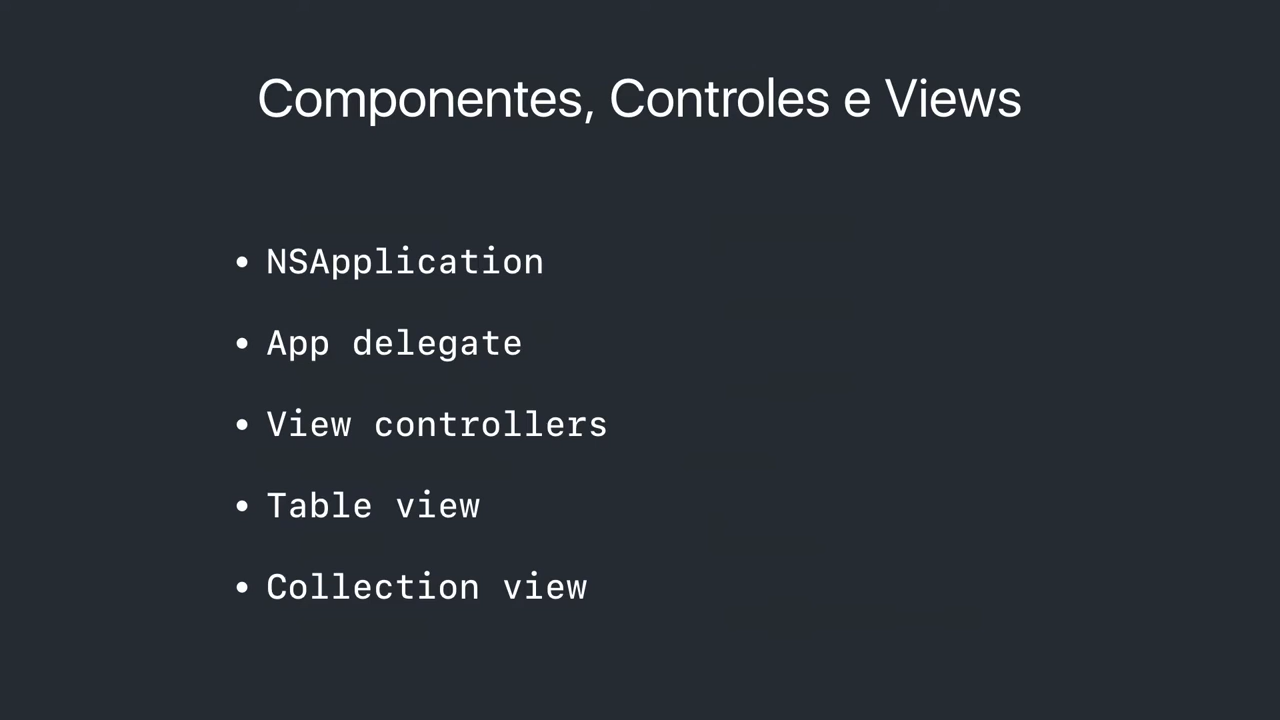 Componentes, Controles e Views
• NSApplication
• App delegate
• View controllers
• Table view
• Collection view